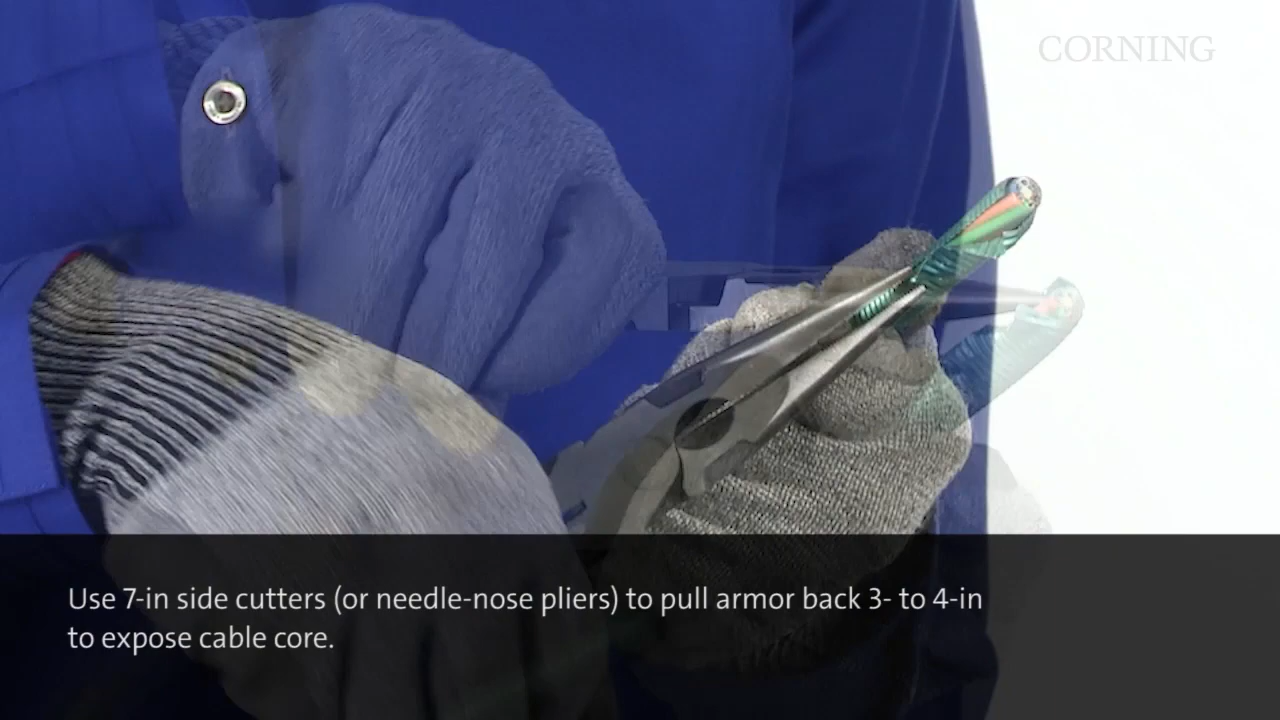 CORNING
Use 7-in side cutters (or needle-nose pliers) to pull armor back 3- to 4-in
to expose cable core.